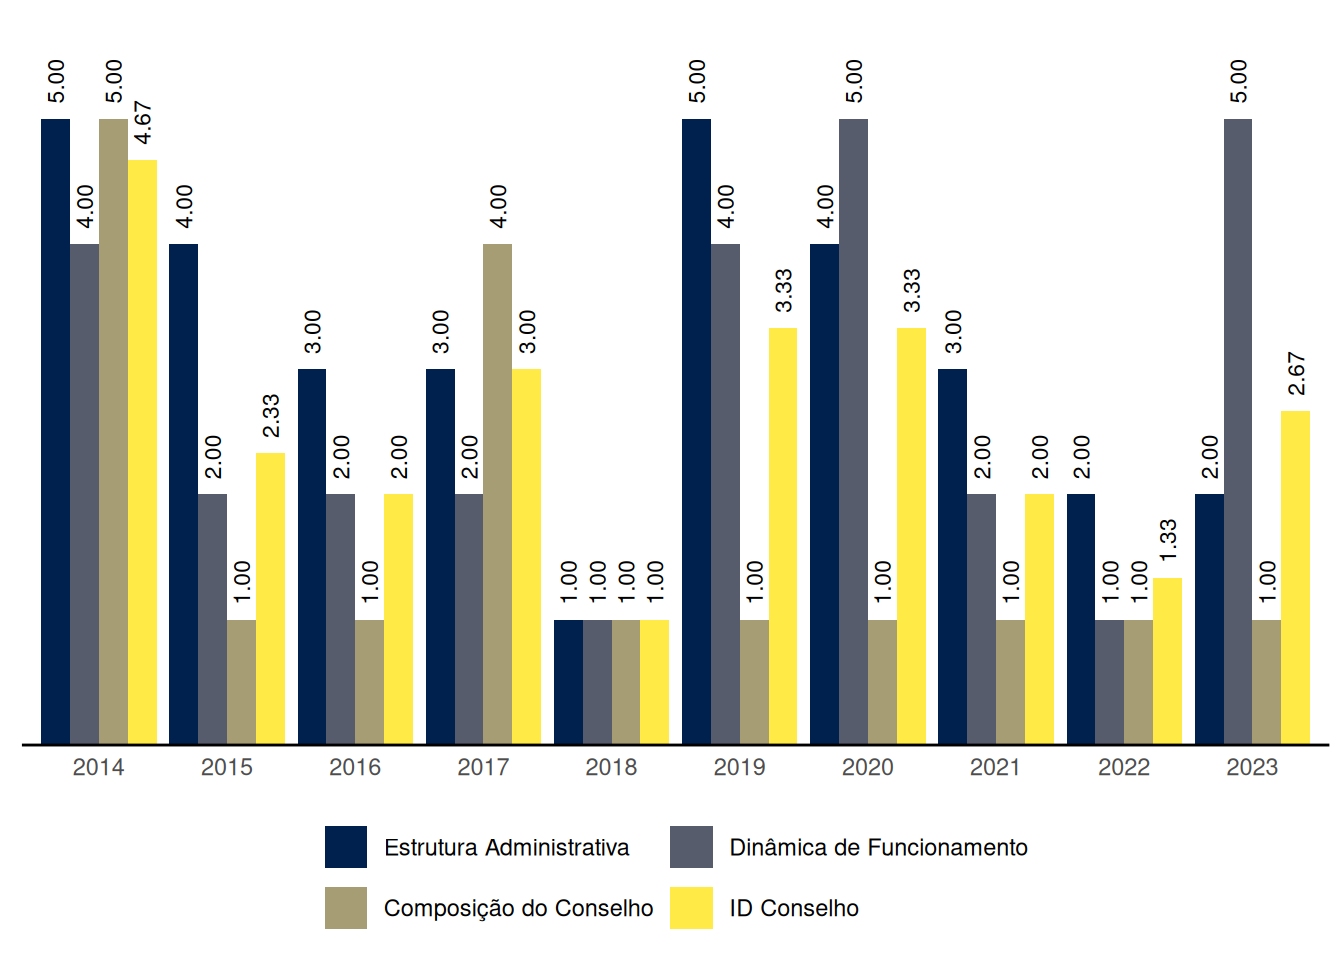 5.00 4.00 5.00 4.67 4.00 2.00 1.00 2.33 3.00 2.00 1.00 2.00 3.00 2.00 4.00 3.00 1.00 1.00 1.00 1.00 5.00 4.00 1.00 3.33 4.00 5.00 1.00 3.33 3.00 2.00 1.00 2.00 2.00 1.00 1.00 1.33 2.00 5.00 1.00 2.67
2014 2015 2016 2017 2018 2019 2020 2021 2022 2023
Estrutura Administrativa Dinâmica de Funcionamento
Composição do Conselho ID Conselho